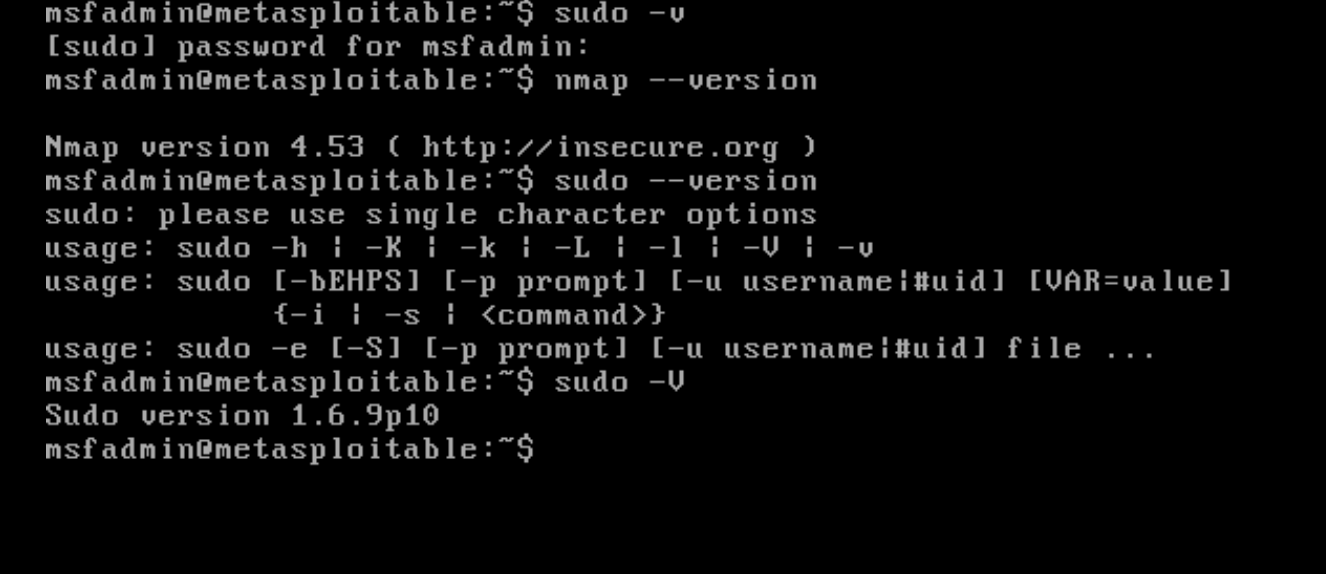 msfadmin@metasploitable:~$ sudo -v
[sudo] password for msfadmin:
msfadmin@metasploitable:~$ nmap --version
Nmap version 4.53 ( http://insecure.org )
msfadmin@metasploitable:~$ sudo --version
sudo: please use single character options
usage: sudo -h | -K | -k | -L | -l | -V | -v
usage: sudo [-bEHPS] [-p prompt] [-u username|#uid] [VAR=value]
{-i | -s | <command>}
usage: sudo -e [-S] [-p prompt] [-u username|#uid] file ...
msfadmin@metasploitable:~$ sudo -V
Sudo version 1.6.9p10
msfadmin@metasploitable:~$